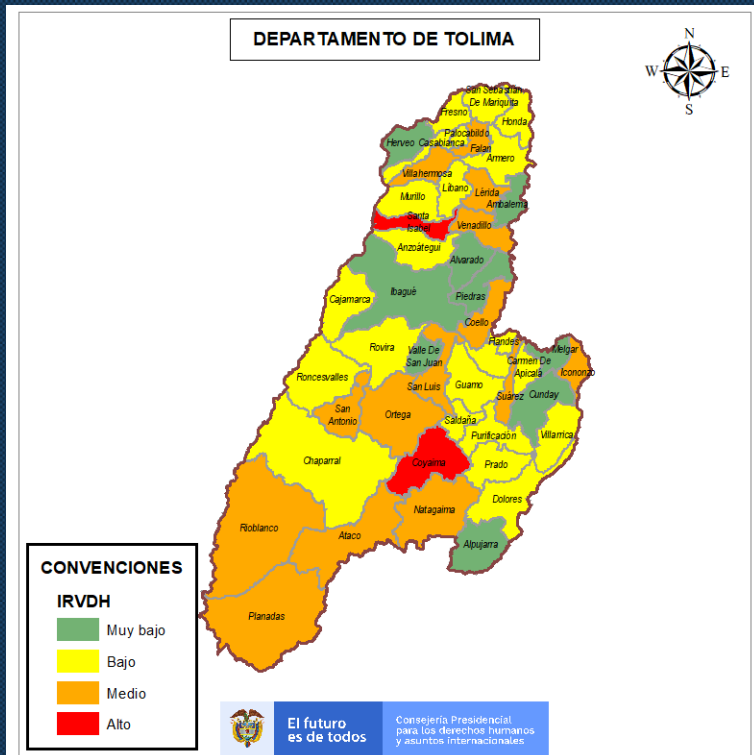 DEPARTAMENTO DE TOLIMA
N
W
E
S
San Sebastian
De Mariquita
Fresno
Honda
Palocabildo
Herveo
Casabianca
Falan
Armero
Villahermosa
Líbano
Lérida
Murillo
Ambalema
Santa
Isabel
Venadillo
Anzoátegui
Alvarado
Ibagué
Piedras
Cajamarca
Coello
Rovira
Valle De
San Juan
Flandes
Melgar
Carmen De
Apicalá
Icononzo
Roncesvalles
San Luis
Guamo
Suárez
Cunday
San
Antonio
Ortega
Saldaña
Purificación
Villarrica
Chaparral
Coyaima
Prado
Dolores
Natagaima
Rioblanco
Ataco
Alpujarra
Planadas
CONVENCIONES
IRVDH
Muy bajo
Bajo
Medio
Alto
El futuro
es de todos
Consejería Presidencial
para los derechos humanos
y asuntos internacionales